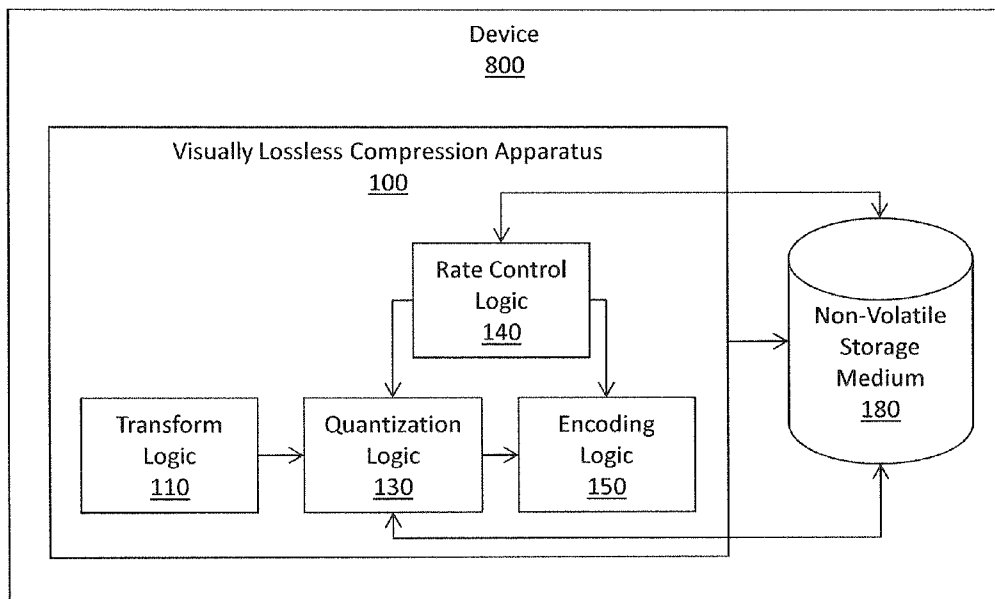 Device
800
Visually Lossless Compression Apparatus
100
Rate Control
Logic
140
Non-Volatile
Storage
Medium
180
Transform
Logic
110
Quantization
Logic
130
Encoding
Logic
150